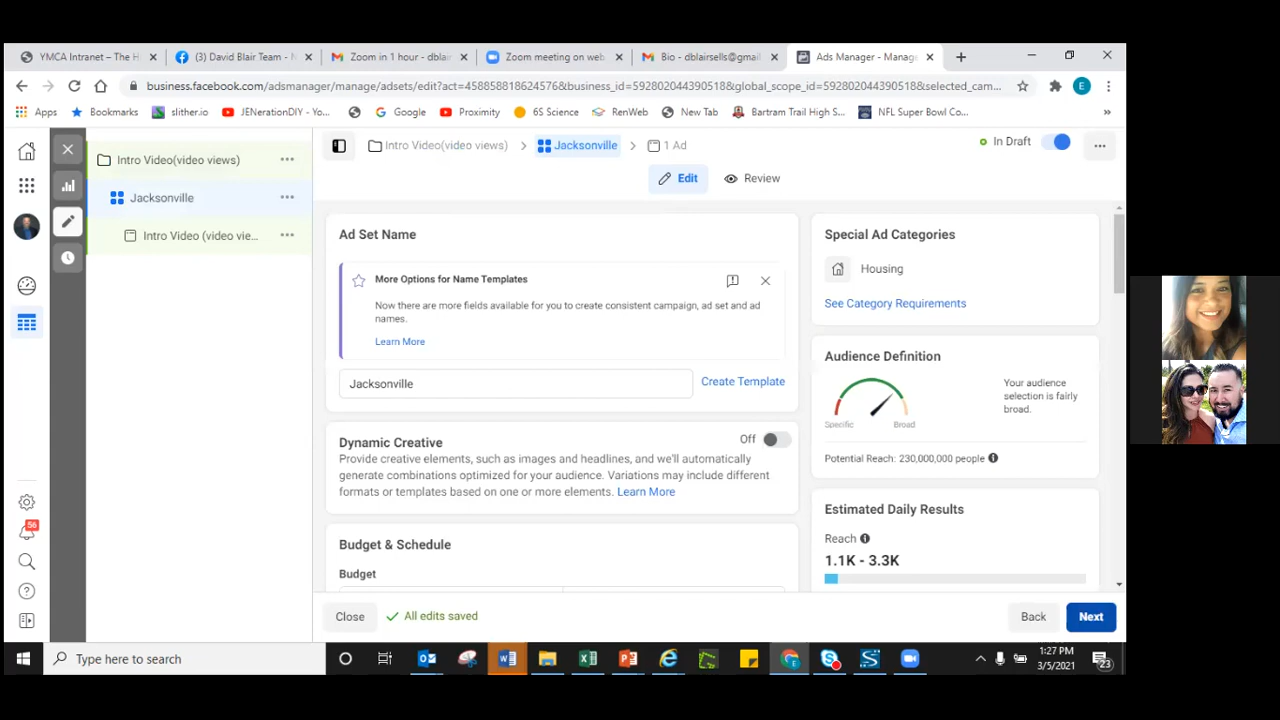 YMCA Intranet – The H
(3) David Blair Team - N
Zoom in 1 hour - dblair
Zoom meeting on web
Bio - dblairsells@gmail
Ads Manager - Manage
business.facebook.com/adsmanager/manage/adsets/edit?act=458858818624576&business_id=592802044390518&global_scope_id=592802044390518&selected_cam...
Apps
Bookmarks
slither.io
JENerationDIY - You...
Google
Proximity
6S Science
RenWeb
New Tab
Bartram Trail High S...
NFL Super Bowl Co...
Intro Video(video views)
Jacksonville
Intro Video (video vie...
Intro Video(video views)
Jacksonville
1 Ad
In Draft
Edit
Review
Ad Set Name
More Options for Name Templates
Now there are more fields available for you to create consistent campaign, ad set and ad
names.
Learn More
Jacksonville
Create Template
Dynamic Creative
Off
Provide creative elements, such as images and headlines, and we'll automatically
generate combinations optimized for your audience. Variations may include different
formats or templates based on one or more elements. Learn More
Budget & Schedule
Budget
Special Ad Categories
Housing
See Category Requirements
Audience Definition
Your audience
selection is fairly
broad.
Specific
Broad
Potential Reach: 230,000,000 people
Estimated Daily Results
Reach
1.1K - 3.3K
56
Close
All edits saved
Back
Next
Type here to search
1:27 PM
3/5/2021
23